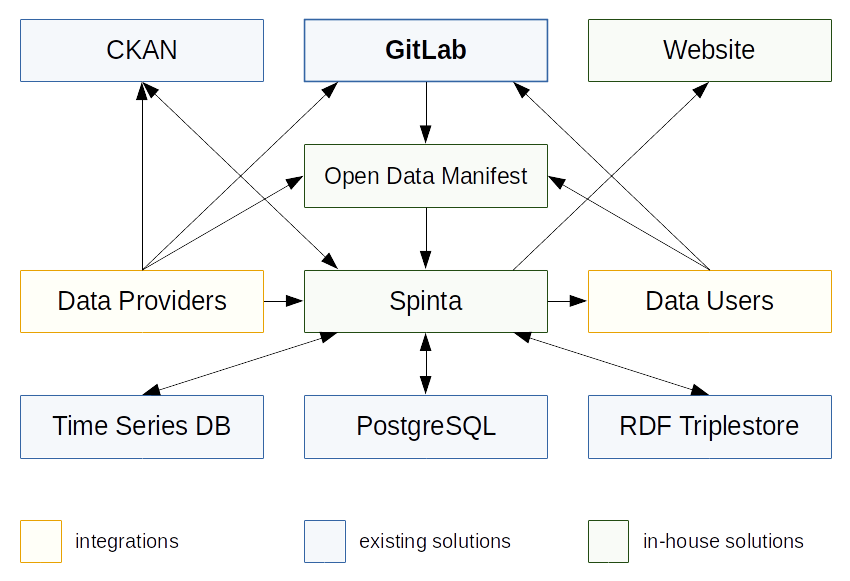 CKAN
GitLab
Website
Open Data Manifest
Data Providers
Spinta
Data Users
Time Series DB
PostgreSQL
RDF Triplestore
integrations
existing solutions
in-house solutions